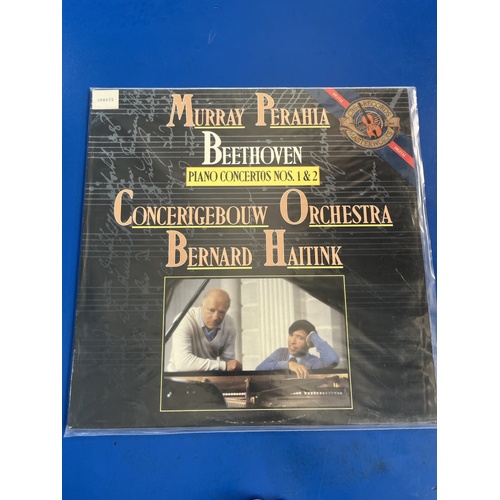 MURRAY PERAHIA
BEETHOVEN
PIANO CONCERTOS NOS. 1 & 2
CONCERTGEBOUW ORCHESTRA
BERNARD HAITINK